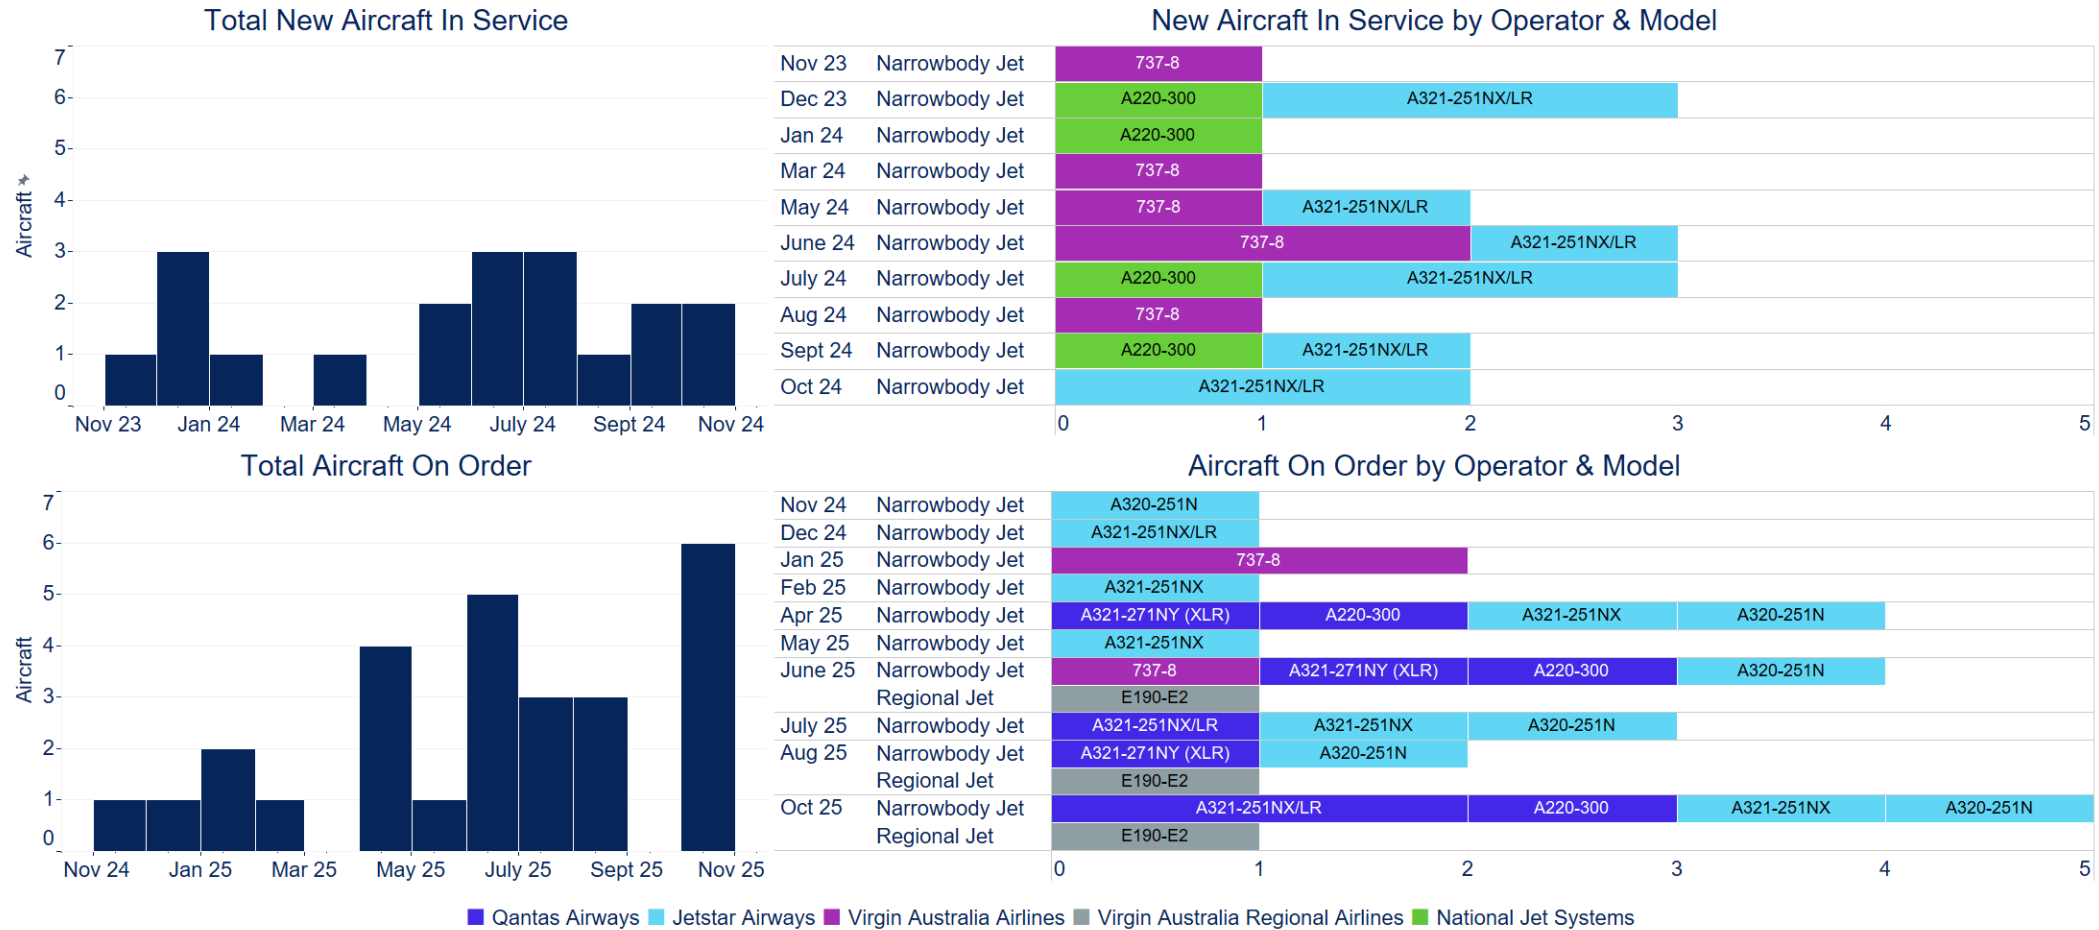 Total New Aircraft In Service
Aircraft
7
6
5
4
3
2
1
0
Nov 23 Jan 24 Mar 24 May 24 July 24 Sept 24 Nov 24
New Aircraft In Service by Operator & Model
Nov 23 Narrowbody Jet 737-8
Dec 23 Narrowbody Jet A220-300 A321-251NX/LR
Jan 24 Narrowbody Jet A220-300
Mar 24 Narrowbody Jet 737-8
May 24 Narrowbody Jet 737-8 A321-251NX/LR
June 24 Narrowbody Jet 737-8 A321-251NX/LR
July 24 Narrowbody Jet A220-300 A321-251NX/LR
Aug 24 Narrowbody Jet 737-8
Sept 24 Narrowbody Jet A220-300 A321-251NX/LR
Oct 24 Narrowbody Jet A321-251NX/LR
0 1 2 3 4 5
Total Aircraft On Order
Aircraft
7
6
5
4
3
2
1
0
Nov 24 Jan 25 Mar 25 May 25 July 25 Sept 25 Nov 25
Aircraft On Order by Operator & Model
Nov 24 Narrowbody Jet A320-251N
Dec 24 Narrowbody Jet A321-251NX/LR
Jan 25 Narrowbody Jet 737-8
Feb 25 Narrowbody Jet A321-251NX
Apr 25 Narrowbody Jet A321-271NY (XLR) A220-300 A321-251NX A320-251N
May 25 Narrowbody Jet A321-251NX
June 25 Narrowbody Jet 737-8 A321-271NY (XLR) A220-300 A320-251N
Regional Jet E190-E2
July 25 Narrowbody Jet A321-251NX/LR A321-251NX A320-251N
Aug 25 Narrowbody Jet A321-271NY (XLR) A320-251N
Regional Jet E190-E2
Oct 25 Narrowbody Jet A321-251NX/LR A220-300 A321-251NX A320-251N
Regional Jet E190-E2
0 1 2 3 4 5
Qantas Airways Jetstar Airways Virgin Australia Airlines Virgin Australia Regional Airlines National Jet Systems